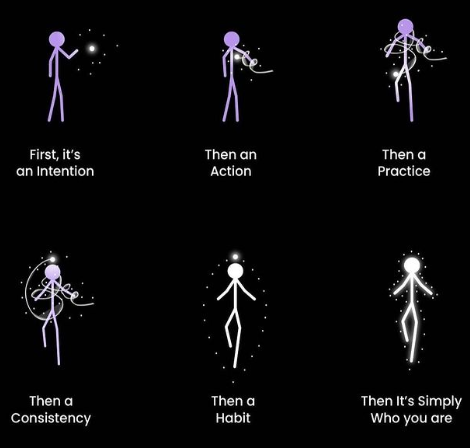 First, it's
an Intention
Then an
Action
Then a
Practice
Then a
Consistency
Then a
Habit
Then It's Simply
Who you are